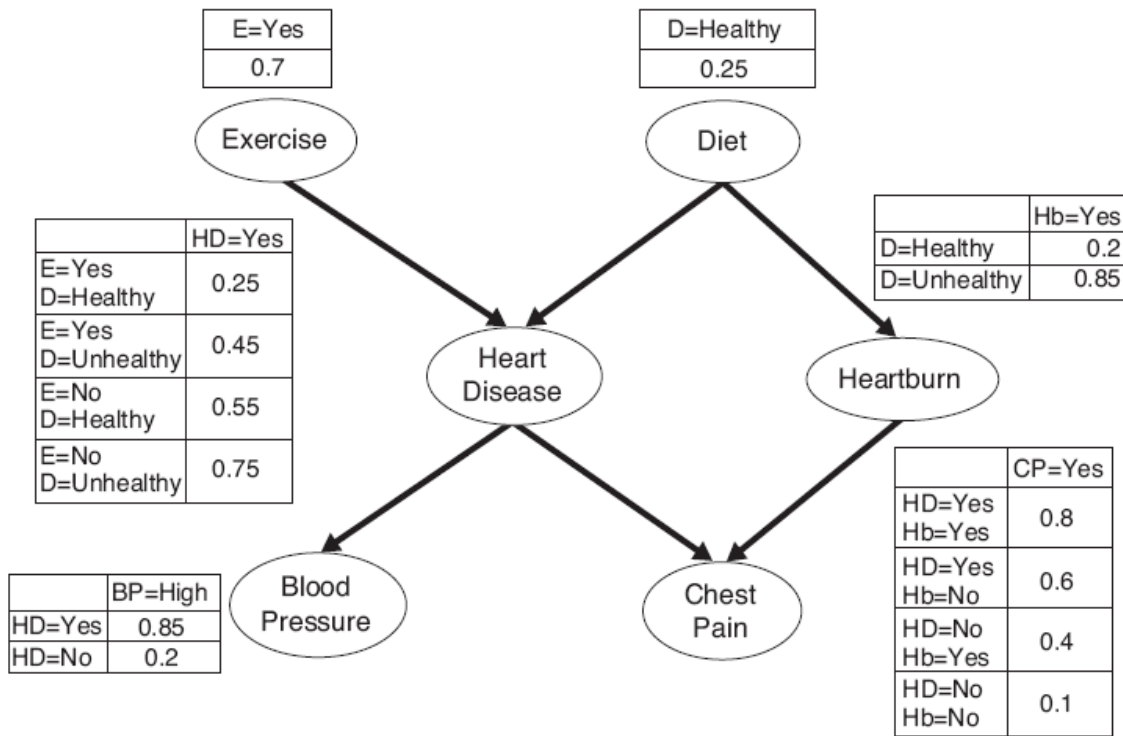 E=Yes
0.7
D=Healthy
0.25
Exercise
Diet
Hb=Yes
D=Healthy 0.2
D=Unhealthy 0.85
HD=Yes
E=Yes
D=Healthy 0.25
E=Yes
D=Unhealthy 0.45
E=No
D=Healthy 0.55
E=No
D=Unhealthy 0.75
Heart
Disease
Heartburn
CP=Yes
HD=Yes
Hb=Yes 0.8
HD=Yes
Hb=No 0.6
HD=No
Hb=Yes 0.4
HD=No
Hb=No 0.1
BP=High
HD=Yes 0.85
HD=No 0.2
Blood
Pressure
Chest
Pain